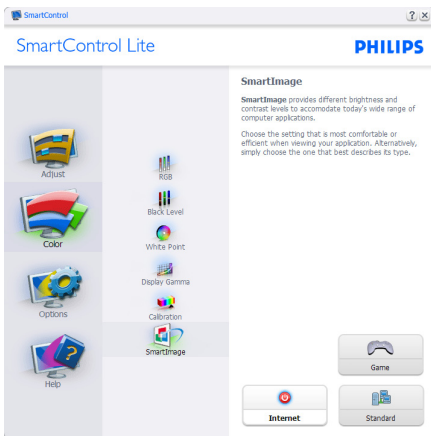 SmartControl
SmartControl Lite
PHILIPS
Adjust
Color
Options
Help
RGB
Black Level
White Point
Display Gamma
Calibration
SmartImage
SmartImage
SmartImage provides different brightness and
contrast levels to accomodate today's wide range of
computer applications.
Choose the setting that is most comfortable or
efficient when viewing your application. Alternatively,
simply choose the one that best describes its type.
Game
Internet
Standard